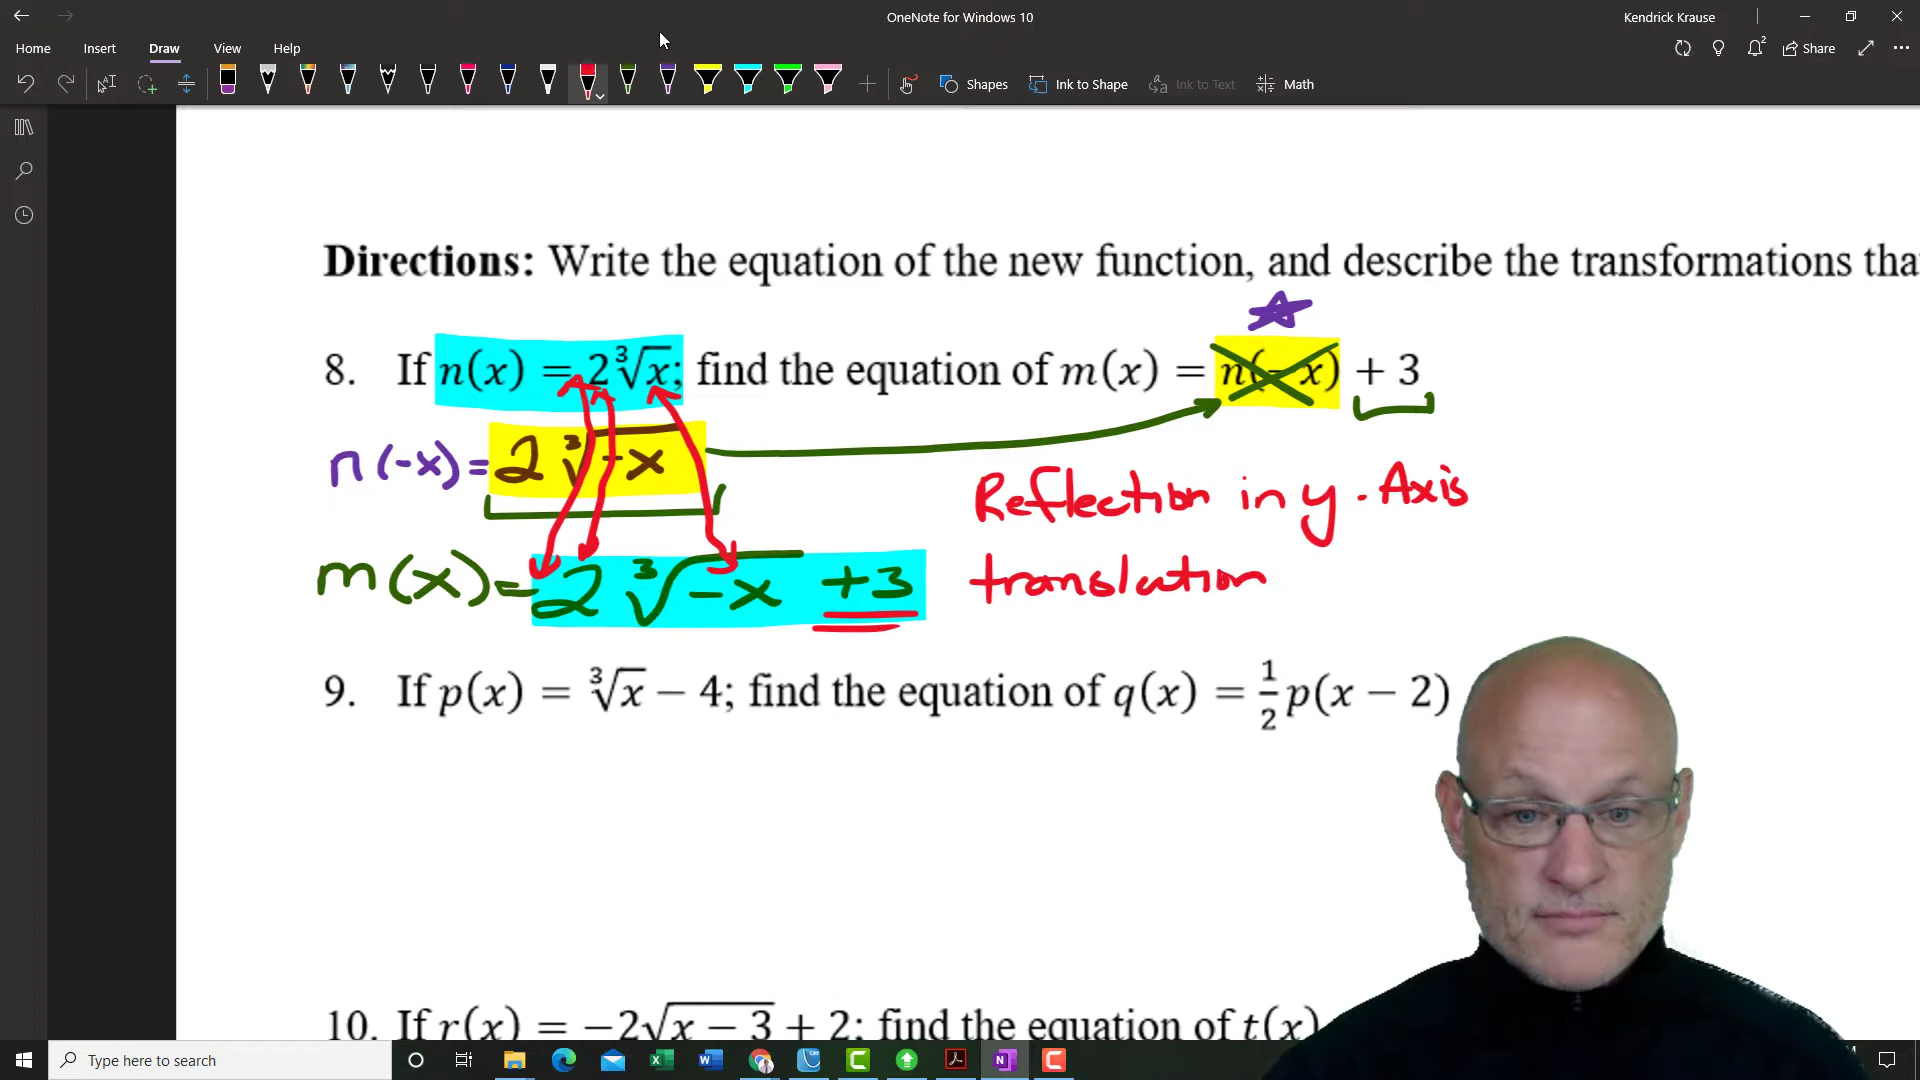 OneNote for Windows 10
Kendrick Krause
Home Insert Draw View Help
2 Share
Shapes Ink to Shape Ink to Text Math
Directions: Write the equation of the new function, and describe the transformations tha
8. If n(x) = 2∛x; find the equation of m(x) = n(−x) + 3
n(-x)= 2∛-x
Reflection in y-Axis
m(x)= 2∛-x +3 translation
9. If p(x) = ∛x − 4; find the equation of q(x) = 1/2 p(x − 2)
10. If r(x) = −2√x − 3 + 2; find the equation of t(x)
Type here to search